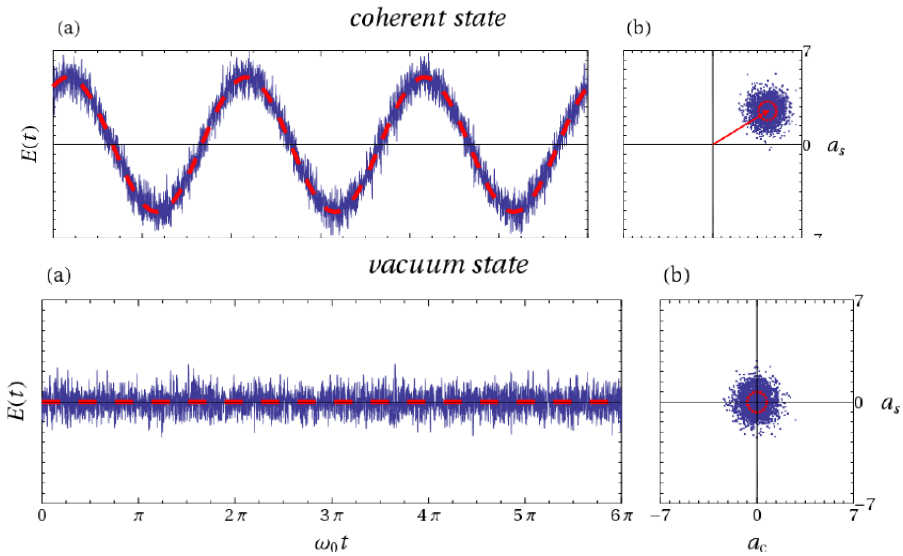 coherent state
(a)
(b)
7
E(t)
0
a_s
7
vacuum state
(a)
(b)
7
E(t)
0
a_s
-7
0
π
2π
3π
4π
5π
6π
-7
0
7
ω₀t
a_c